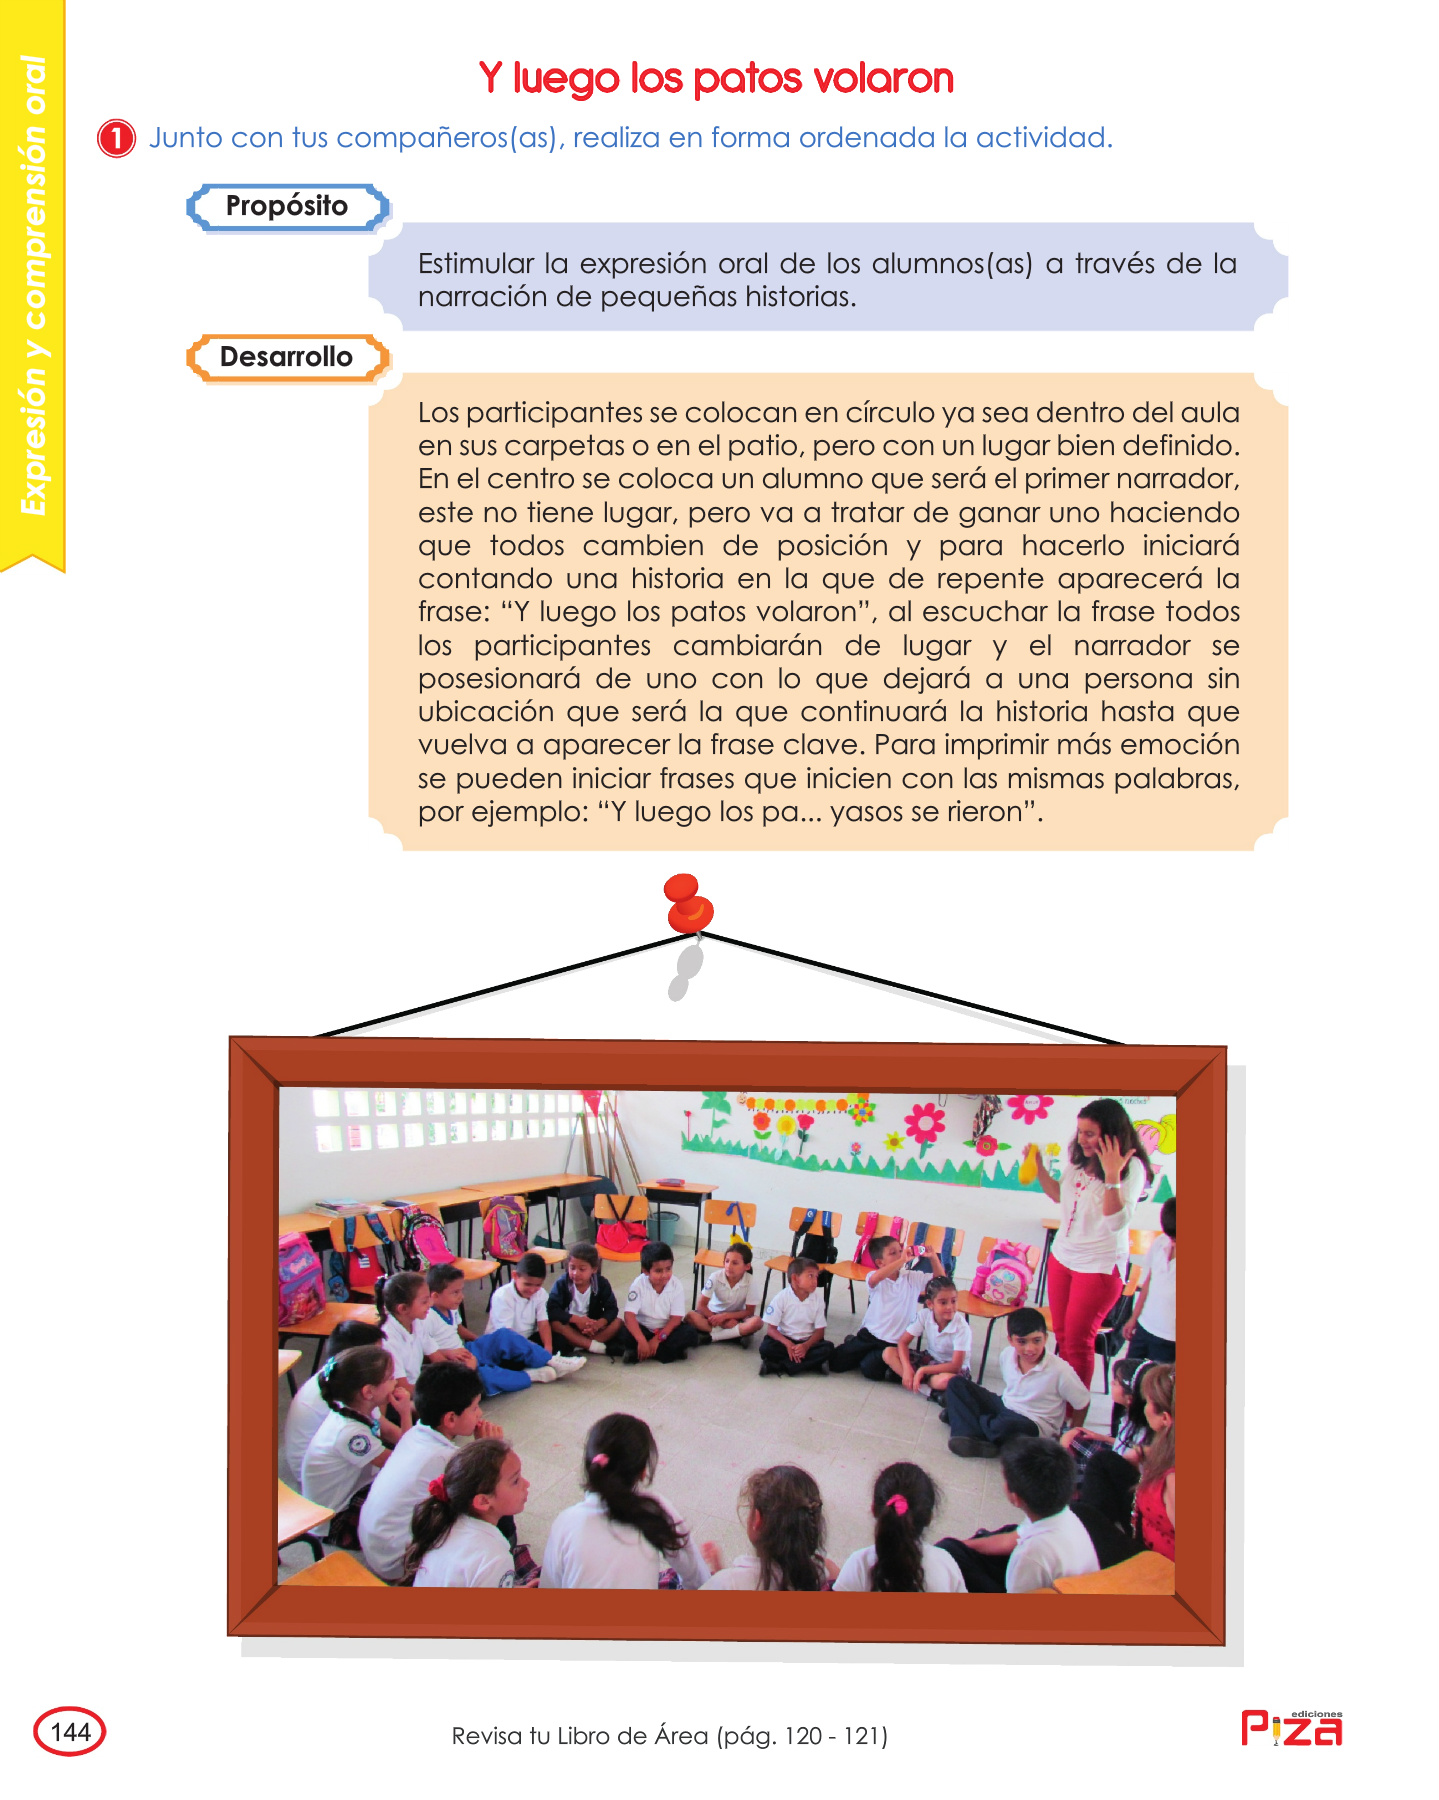 Expresión y comprensión oral
Y luego los patos volaron
1 Junto con tus compañeros(as), realiza en forma ordenada la actividad.
Propósito
Estimular la expresión oral de los alumnos(as) a través de la
narración de pequeñas historias.
Desarrollo
Los participantes se colocan en círculo ya sea dentro del aula
en sus carpetas o en el patio, pero con un lugar bien definido.
En el centro se coloca un alumno que será el primer narrador,
este no tiene lugar, pero va a tratar de ganar uno haciendo
que todos cambien de posición y para hacerlo iniciará
contando una historia en la que de repente aparecerá la
frase: “Y luego los patos volaron”, al escuchar la frase todos
los participantes cambiarán de lugar y el narrador se
posesionará de uno con lo que dejará a una persona sin
ubicación que será la que continuará la historia hasta que
vuelva a aparecer la frase clave. Para imprimir más emoción
se pueden iniciar frases que inicien con las mismas palabras,
por ejemplo: “Y luego los pa... yasos se rieron”.
144
Revisa tu Libro de Área (pág. 120 - 121)
ediciones
Piza